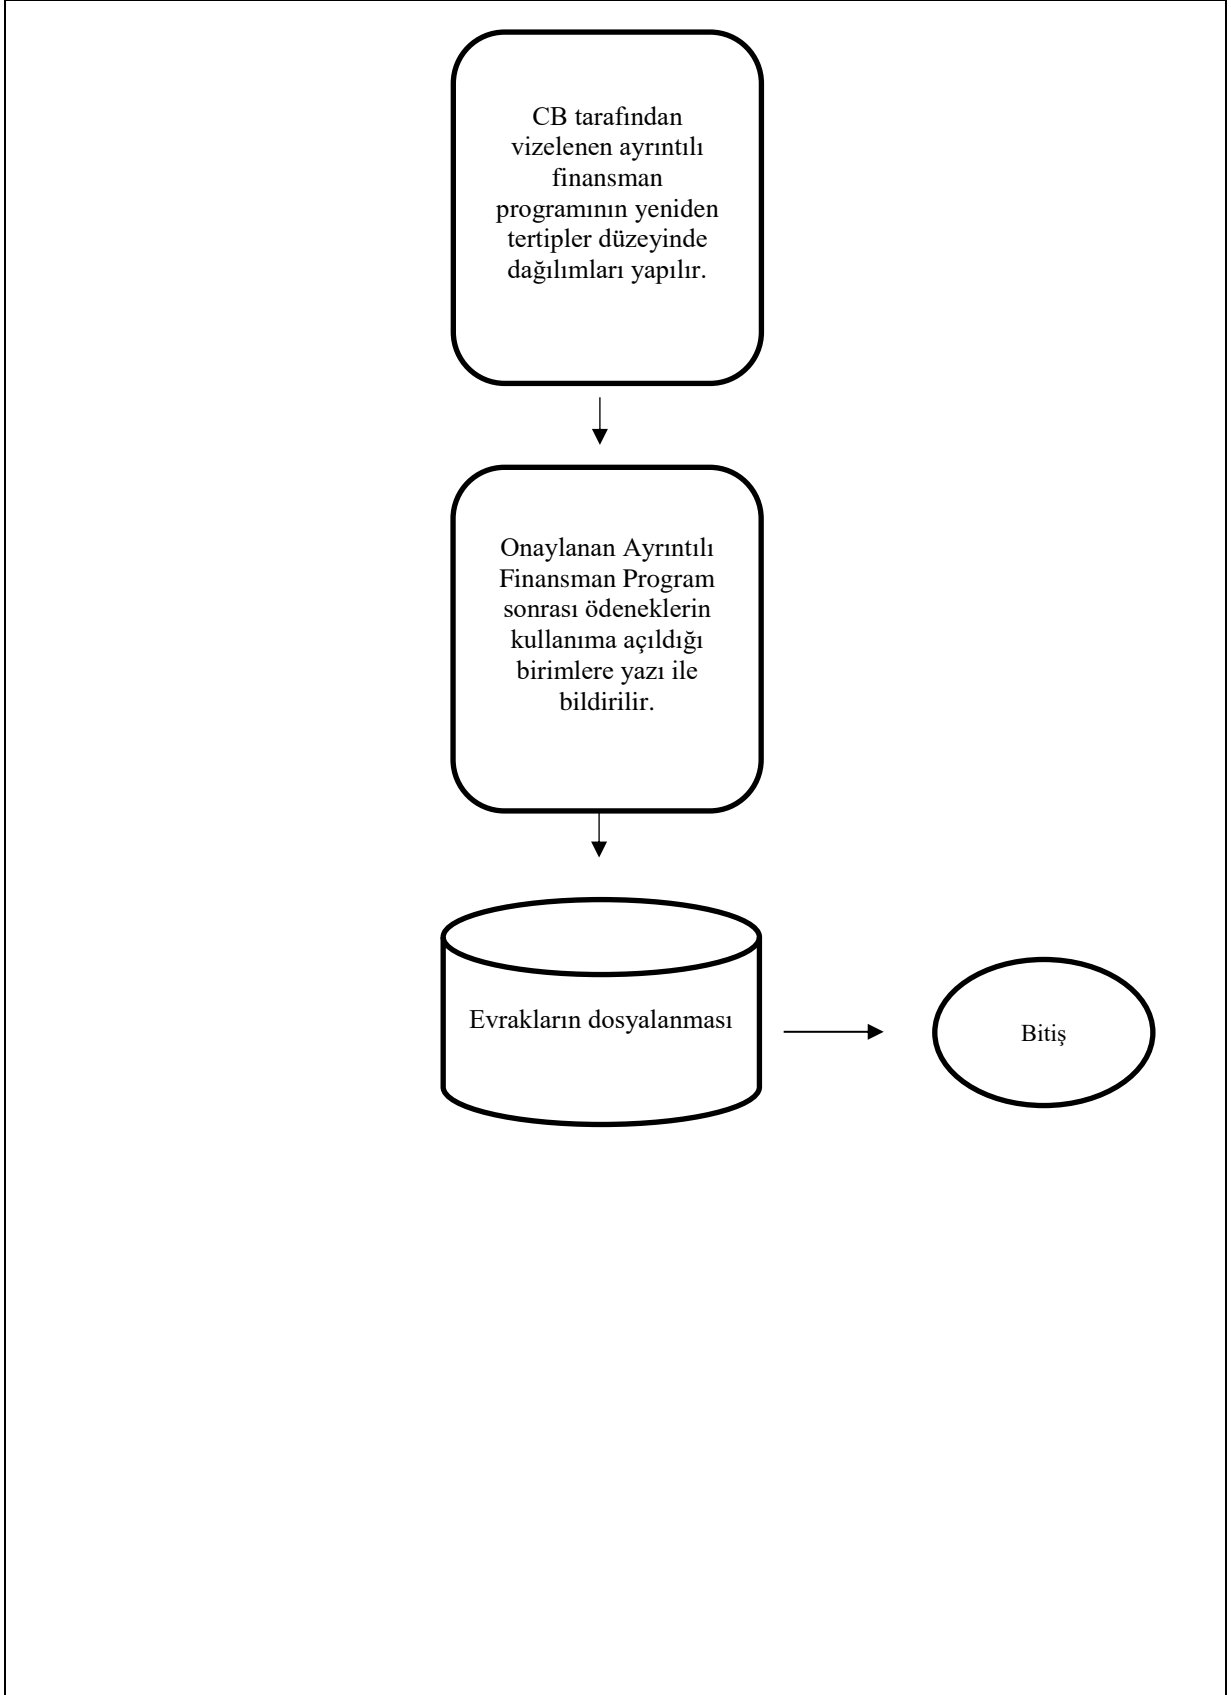 CB tarafından
vizelenen ayrıntılı
finansman
programının yeniden
tertipler düzeyinde
dağılımları yapılır.
Onaylanan Ayrıntılı
Finansman Program
sonrası ödeneklerin
kullanıma açıldığı
birimlere yazı ile
bildirilir.
Evrakların dosyalanması
Bitiş